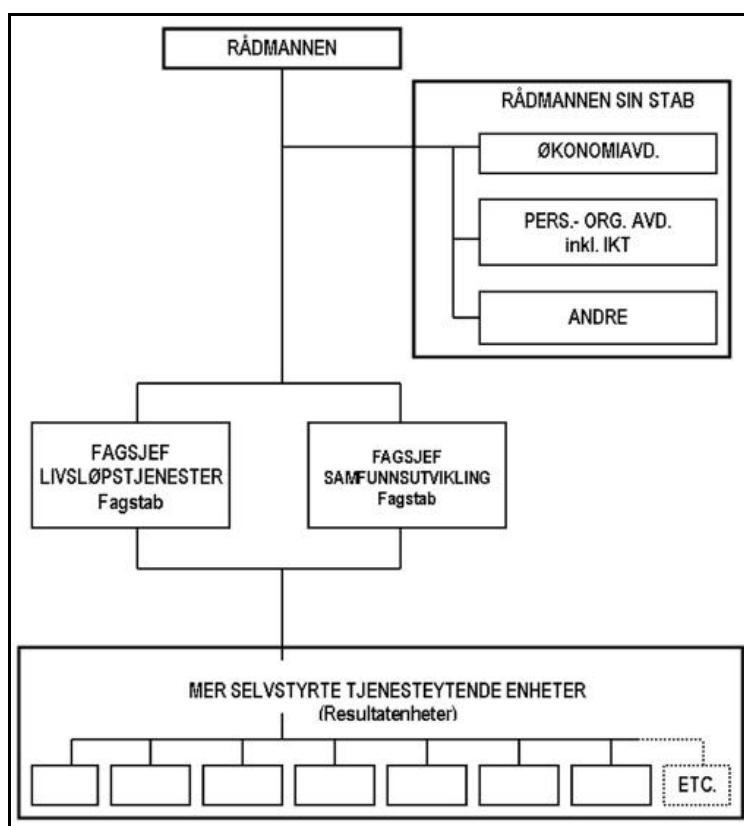 RÅDMANNEN
RÅDMANNEN SIN STAB
ØKONOMIAVD.
PERS.- ORG. AVD.
inkl. IKT
ANDRE
FAGSJEF
LIVSLØPSTJENESTER
Fagstab
FAGSJEF
SAMFUNNSUTVIKLING
Fagstab
MER SELVSTYRTE TJENESTEYTENDE ENHETER
(Resultatenheter)
ETC.